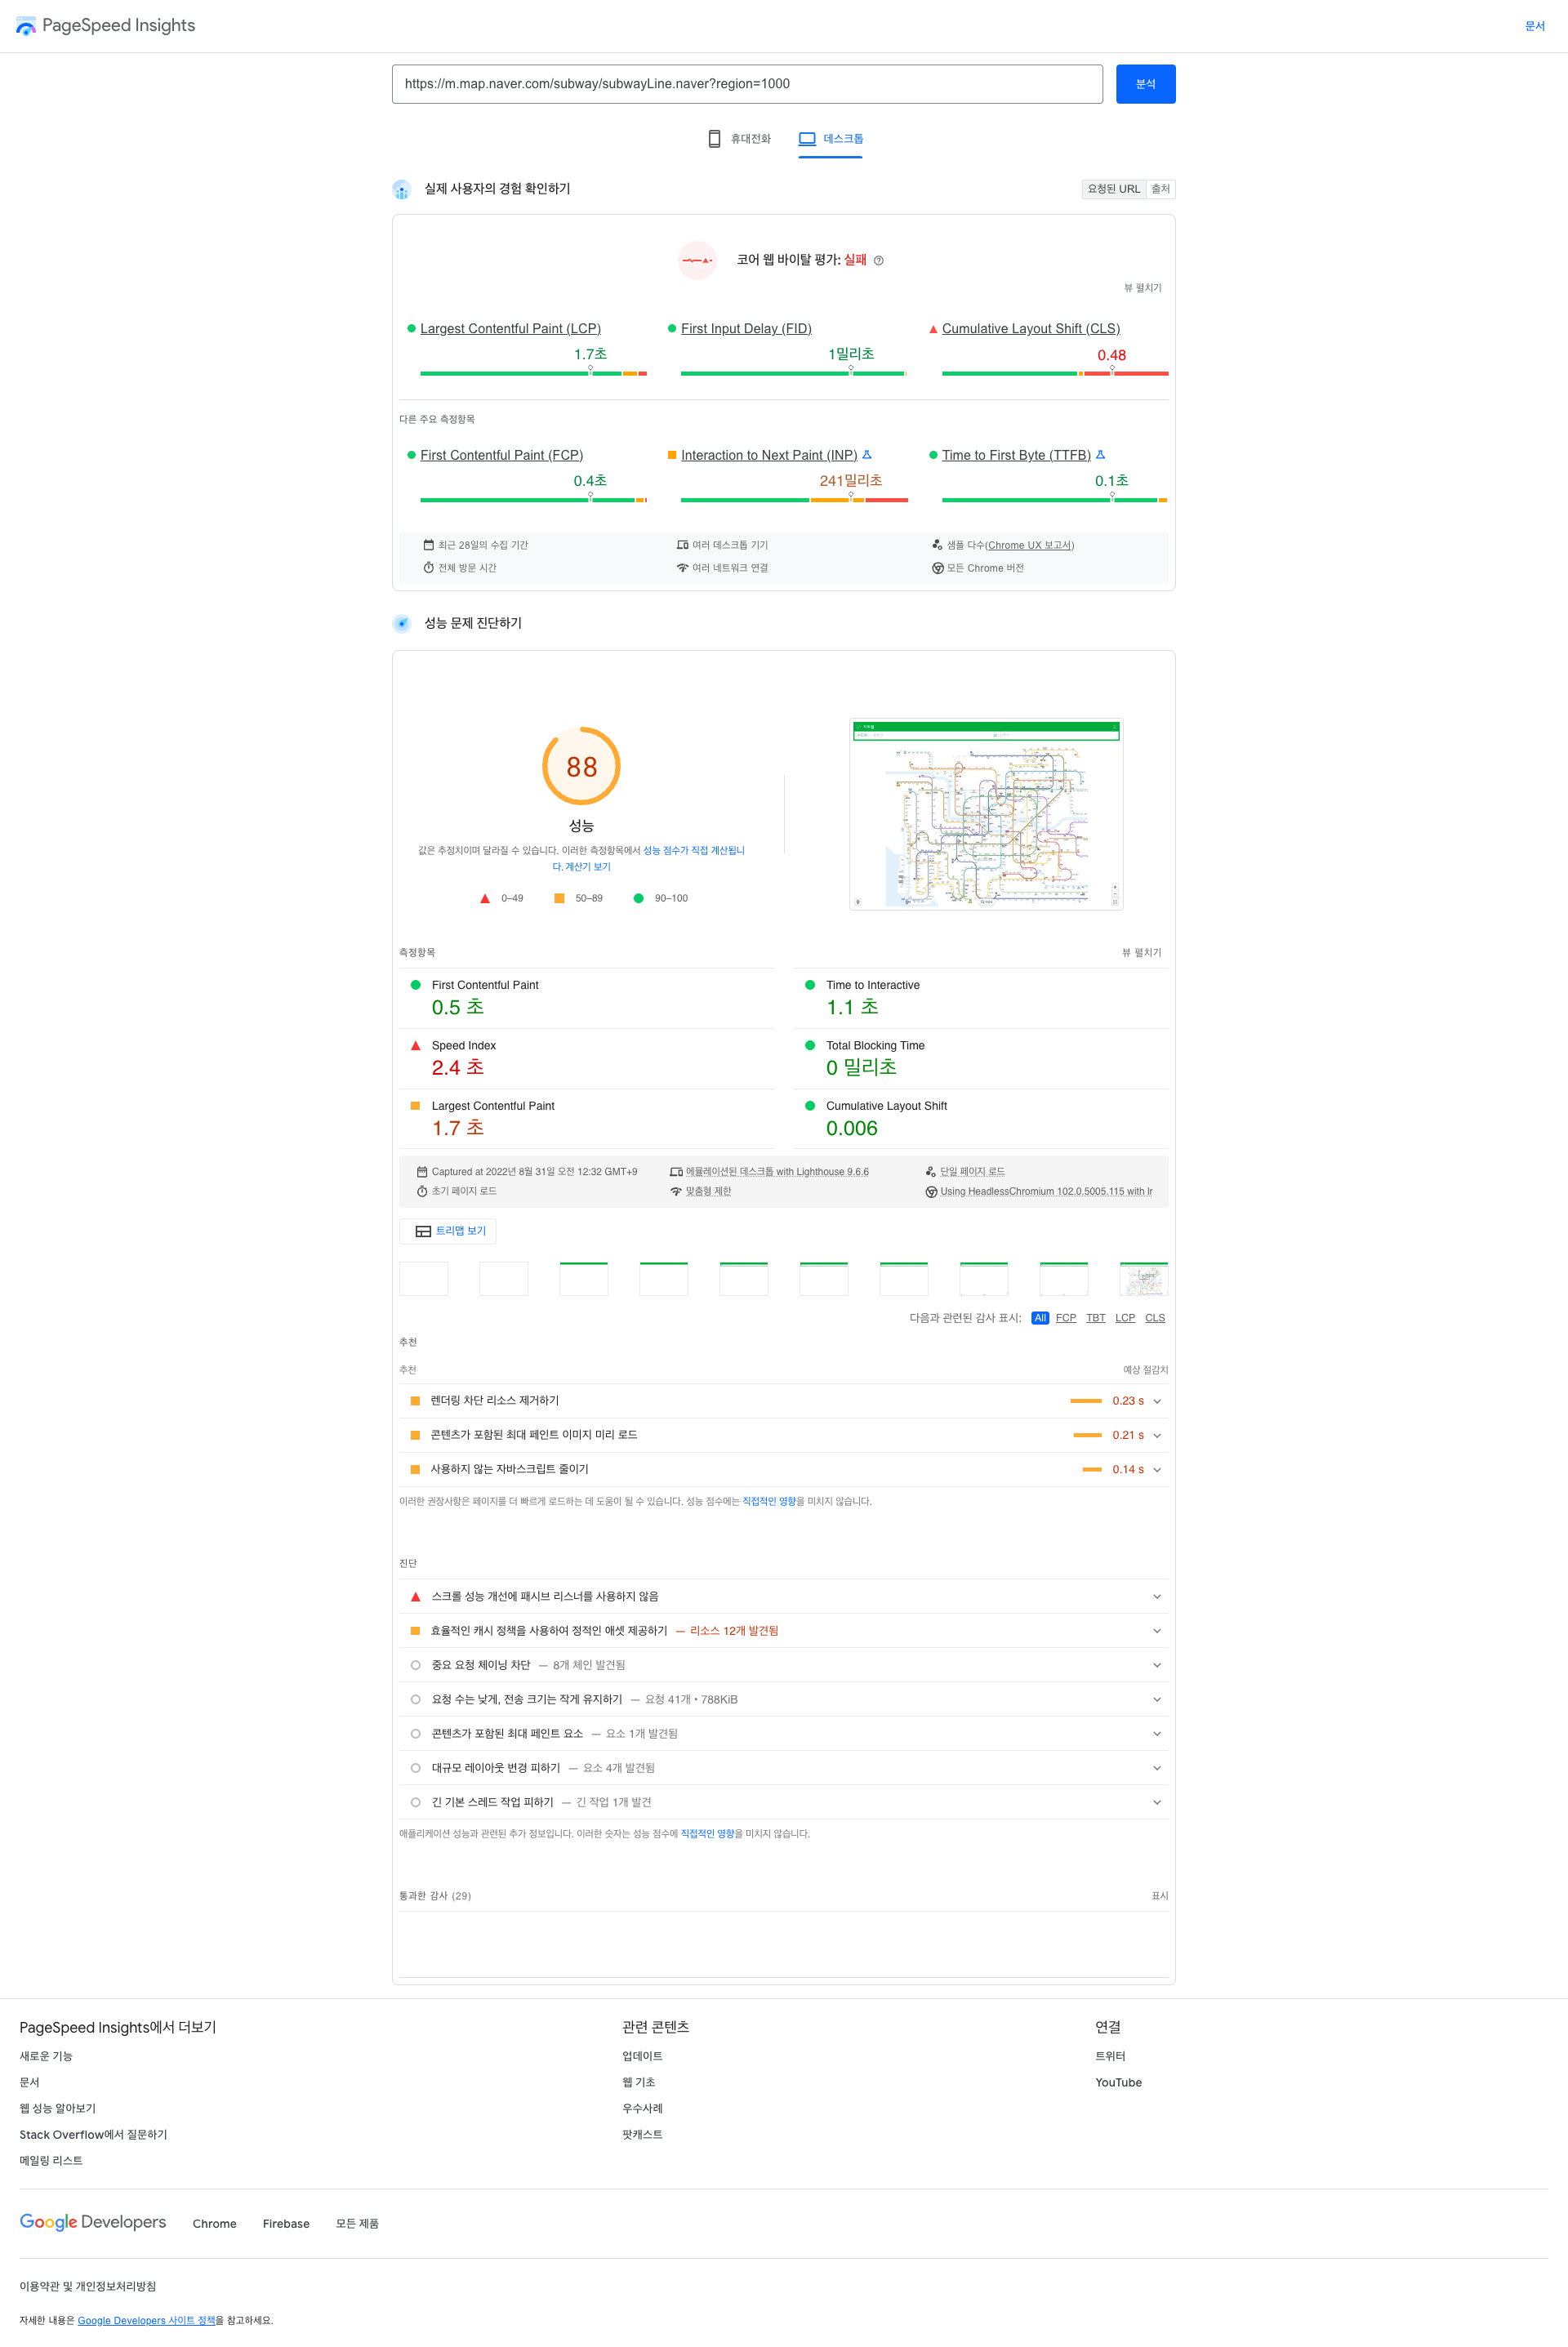 PageSpeed Insights
문서
https://m.map.naver.com/subway/subwayLine.naver?region=1000
분석
휴대전화
데스크톱
실제 사용자의 경험 확인하기
요청된 URL 출처
코어 웹 바이탈 평가: 실패
뷰 펼치기
Largest Contentful Paint (LCP)
1.7초
First Input Delay (FID)
1밀리초
Cumulative Layout Shift (CLS)
0.48
다른 주요 측정항목
First Contentful Paint (FCP)
0.4초
Interaction to Next Paint (INP)
241밀리초
Time to First Byte (TTFB)
0.1초
최근 28일의 수집 기간
여러 데스크톱 기기
샘플 다수(Chrome UX 보고서)
전체 방문 시간
여러 네트워크 연결
모든 Chrome 버전
성능 문제 진단하기
88
성능
값은 추정치이며 달라질 수 있습니다. 이러한 측정항목에서 성능 점수가 직접 계산됩니
다. 계산기 보기
0–49
50–89
90–100
측정항목
뷰 펼치기
First Contentful Paint
0.5 초
Time to Interactive
1.1 초
Speed Index
2.4 초
Total Blocking Time
0 밀리초
Largest Contentful Paint
1.7 초
Cumulative Layout Shift
0.006
Captured at 2022년 8월 31일 오전 12:32 GMT+9
에뮬레이션된 데스크톱 with Lighthouse 9.6.6
단일 페이지 로드
초기 페이지 로드
맞춤형 제한
Using HeadlessChromium 102.0.5005.115 with lr
트리맵 보기
다음과 관련된 감사 표시: All FCP TBT LCP CLS
추천
추천
예상 절감치
렌더링 차단 리소스 제거하기
0.23 s
콘텐츠가 포함된 최대 페인트 이미지 미리 로드
0.21 s
사용하지 않는 자바스크립트 줄이기
0.14 s
이러한 권장사항은 페이지를 더 빠르게 로드하는 데 도움이 될 수 있습니다. 성능 점수에는 직접적인 영향을 미치지 않습니다.
진단
스크롤 성능 개선에 패시브 리스너를 사용하지 않음
효율적인 캐시 정책을 사용하여 정적인 애셋 제공하기 — 리소스 12개 발견됨
중요 요청 체이닝 차단 — 8개 체인 발견됨
요청 수는 낮게, 전송 크기는 작게 유지하기 — 요청 41개 • 788KiB
콘텐츠가 포함된 최대 페인트 요소 — 요소 1개 발견됨
대규모 레이아웃 변경 피하기 — 요소 4개 발견됨
긴 기본 스레드 작업 피하기 — 긴 작업 1개 발견
애플리케이션 성능과 관련된 추가 정보입니다. 이러한 숫자는 성능 점수에 직접적인 영향을 미치지 않습니다.
통과한 감사 (29)
표시
PageSpeed Insights에서 더보기
새로운 기능
문서
웹 성능 알아보기
Stack Overflow에서 질문하기
메일링 리스트
관련 콘텐츠
업데이트
웹 기초
우수사례
팟캐스트
연결
트위터
YouTube
Google Developers
Chrome
Firebase
모든 제품
이용약관 및 개인정보처리방침
자세한 내용은 Google Developers 사이트 정책을 참고하세요.